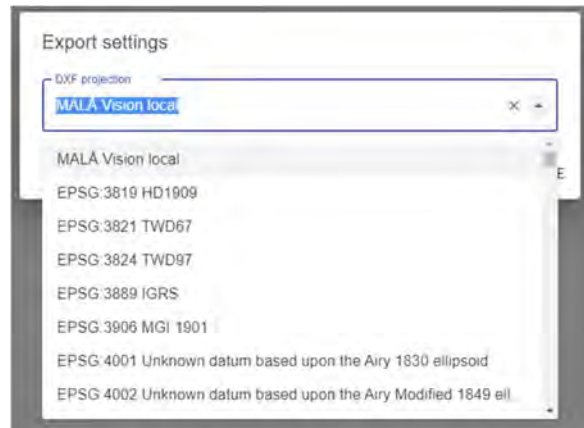 Export settings
DXF projection
MALÅ Vision local
MALÅ Vision local
E
EPSG:3819 HD1909
EPSG:3821 TWD67
EPSG:3824 TWD97
EPSG:3889 IGRS
EPSG:3906 MGI 1901
EPSG:4001 Unknown datum based upon the Airy 1830 ellipsoid
EPSG:4002 Unknown datum based upon the Airy Modified 1849 ell